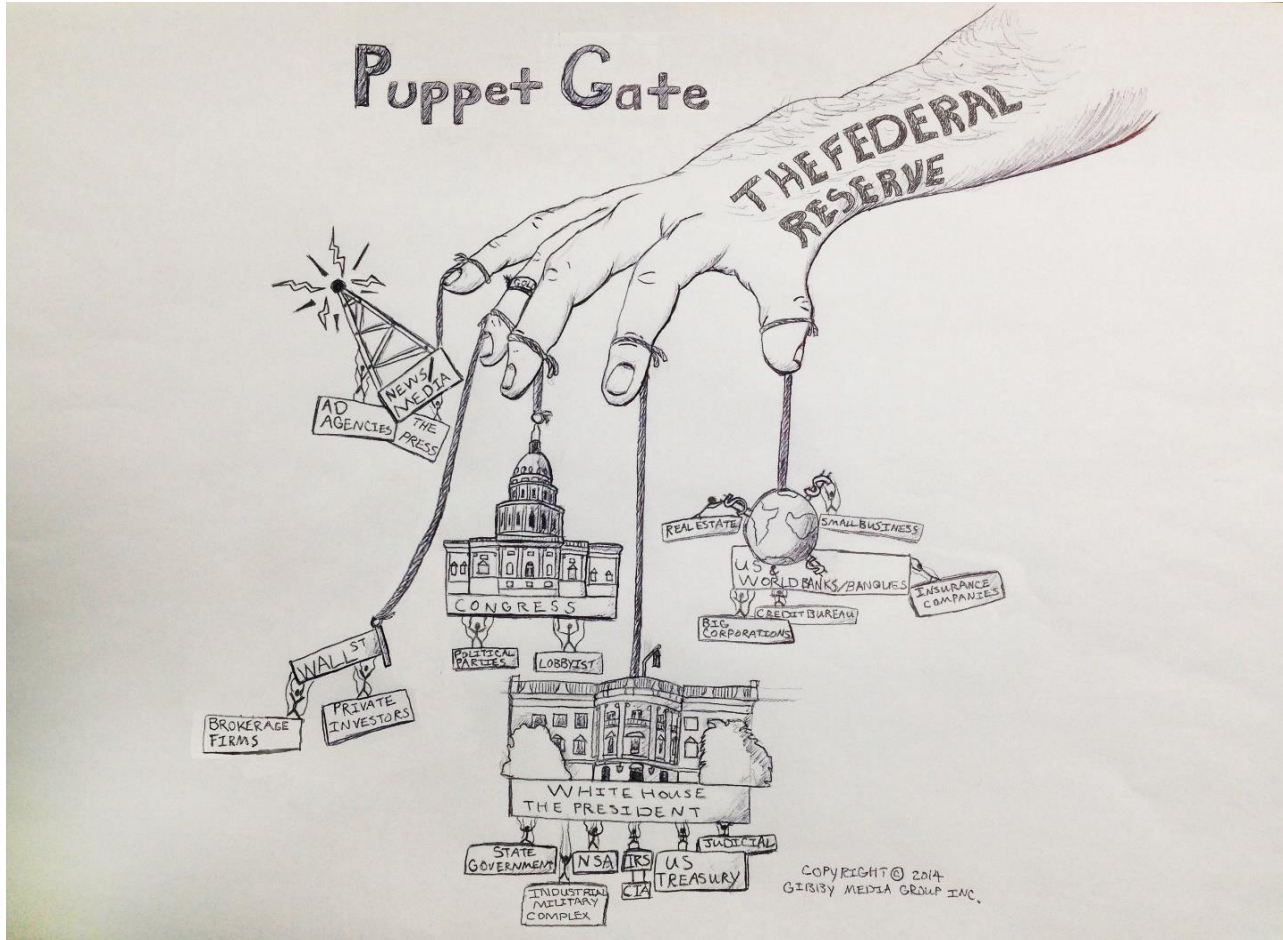 Puppet Gate
THE FEDERAL
RESERVE
GOLD
NEWS/
MEDIA
AD
AGENCIES
THE
PRESS
WALL ST
BROKERAGE
FIRMS
PRIVATE
INVESTORS
CONGRESS
POLITICAL
PARTIES
LOBBYIST
REAL ESTATE
SMALL BUSINESS
US
WORLD BANKS/BANQUES
INSURANCE
COMPANIES
CREDIT BUREAU
BIG
CORPORATIONS
WHITE HOUSE
THE PRESIDENT
STATE
GOVERNMENT
INDUSTRIAL
MILITARY
COMPLEX
NSA
IRS
CIA
US
TREASURY
JUDICIAL
COPYRIGHT © 2014
GIBBY MEDIA GROUP INC.